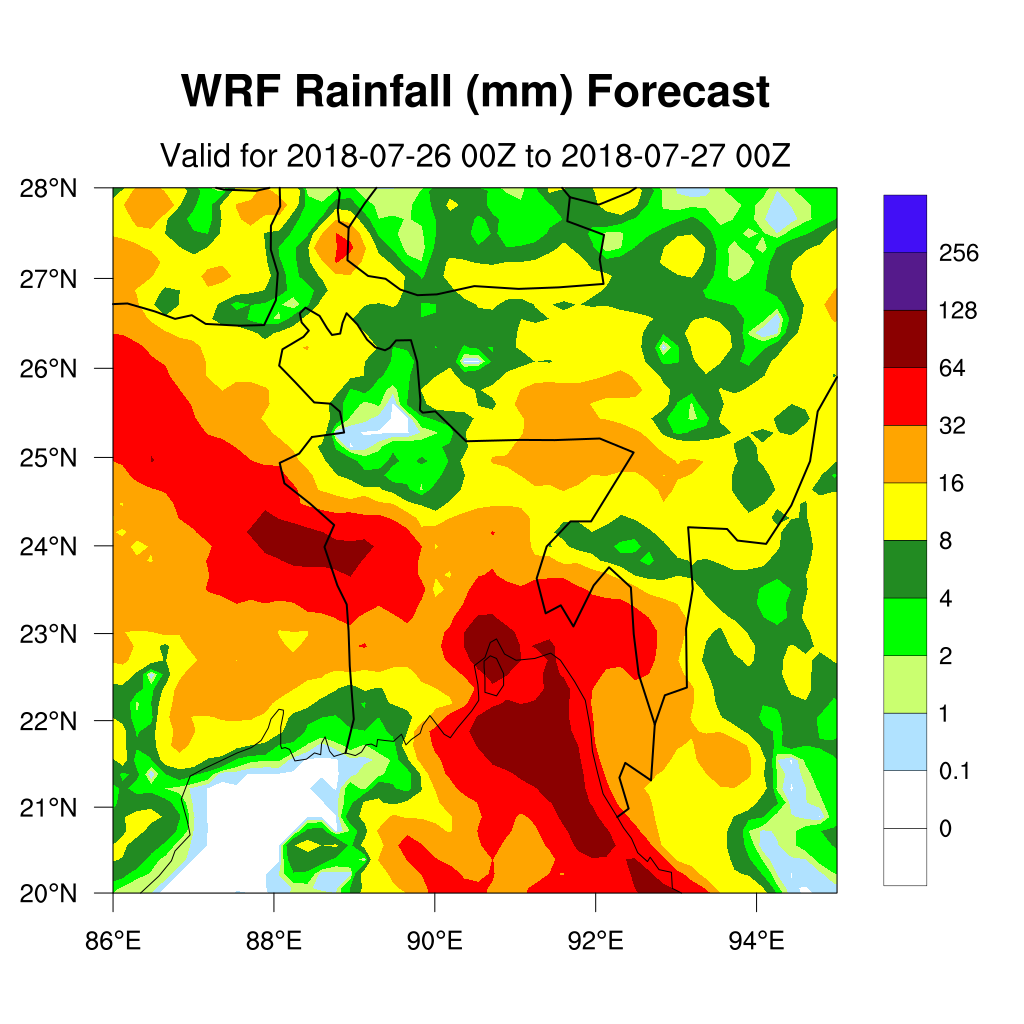 WRF Rainfall (mm) Forecast
Valid for 2018-07-26 00Z to 2018-07-27 00Z
28°N
27°N
26°N
25°N
24°N
23°N
22°N
21°N
20°N
86°E 88°E 90°E 92°E 94°E
256
128
64
32
16
8
4
2
1
0.1
0